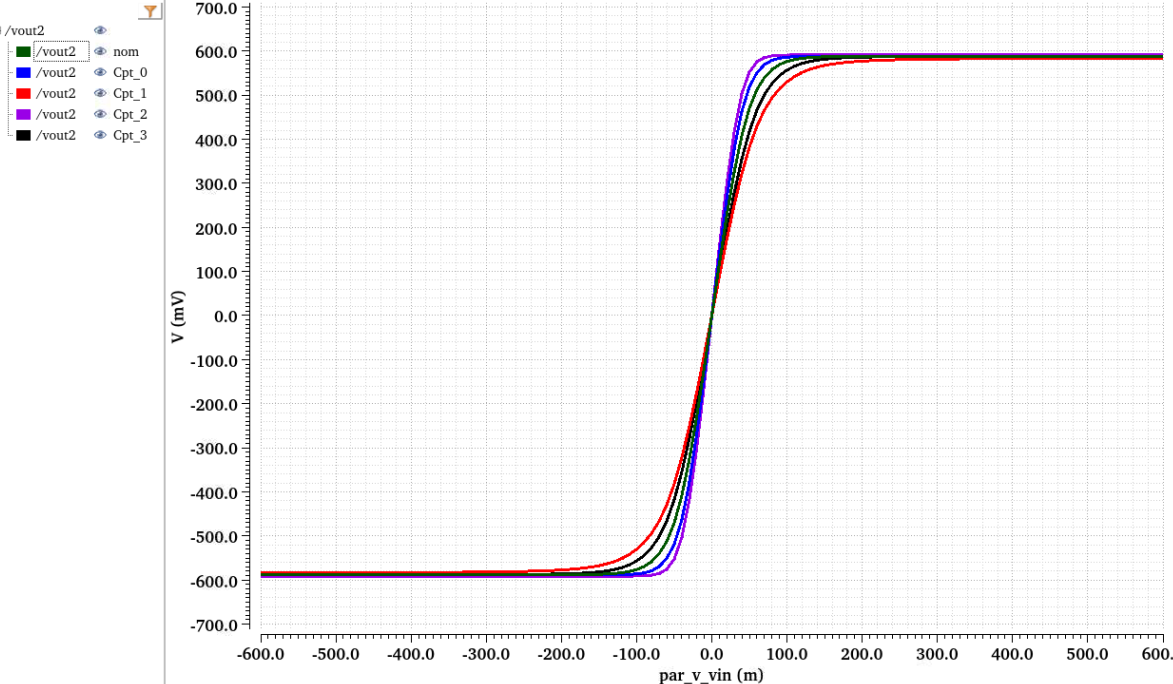 /vout2
/vout2 nom
/vout2 Cpt_0
/vout2 Cpt_1
/vout2 Cpt_2
/vout2 Cpt_3
700.0
600.0
500.0
400.0
300.0
200.0
100.0
0.0
-100.0
-200.0
-300.0
-400.0
-500.0
-600.0
-700.0
V (mV)
-600.0 -500.0 -400.0 -300.0 -200.0 -100.0 0.0 100.0 200.0 300.0 400.0 500.0 600.
par_v_vin (m)